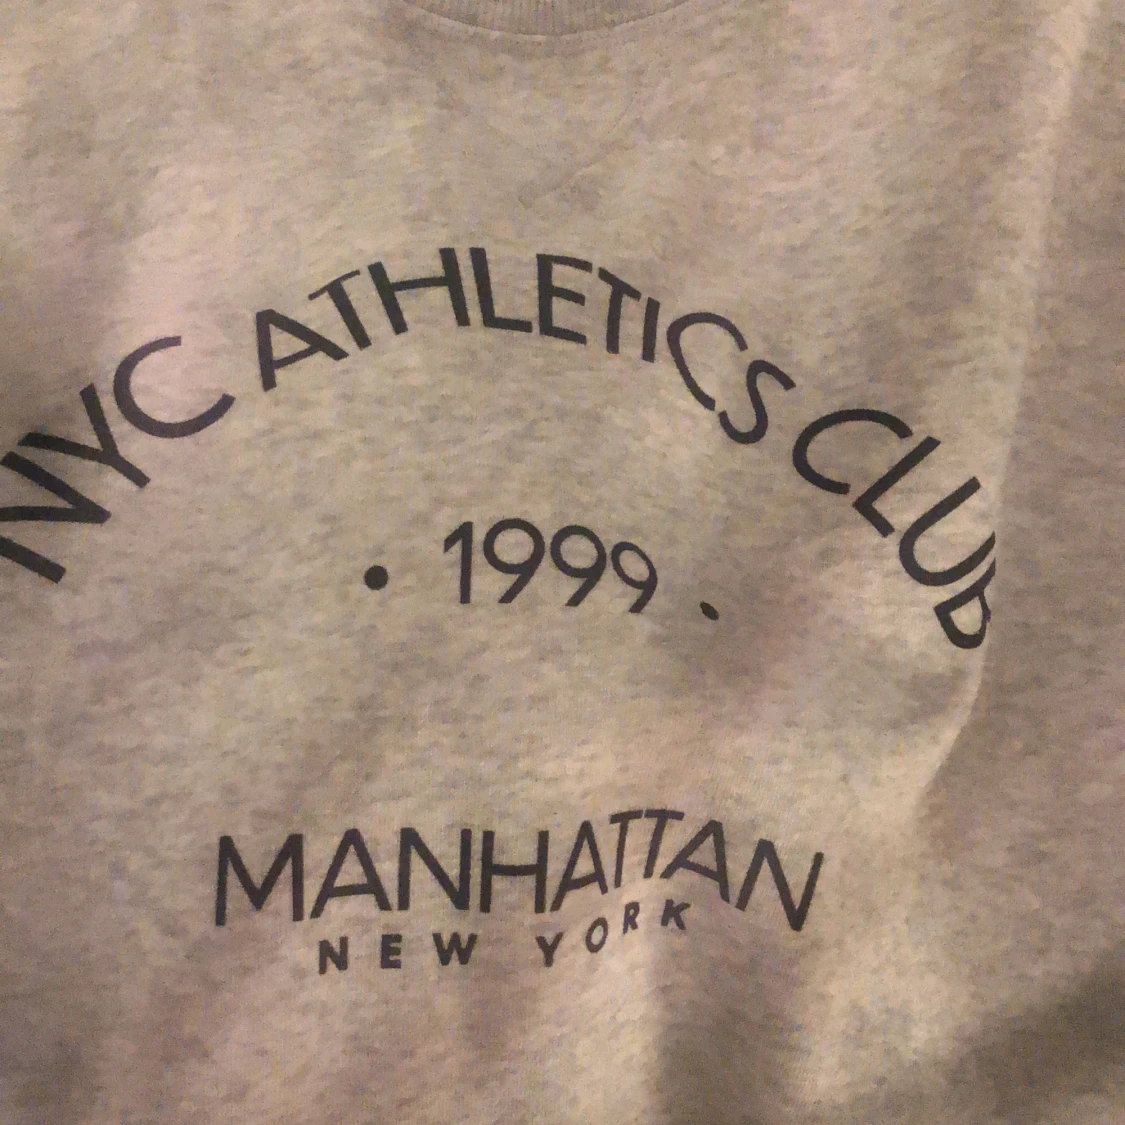 NYC ATHLETICS CLUB
• 1999 •
MANHATTAN
NEW YORK